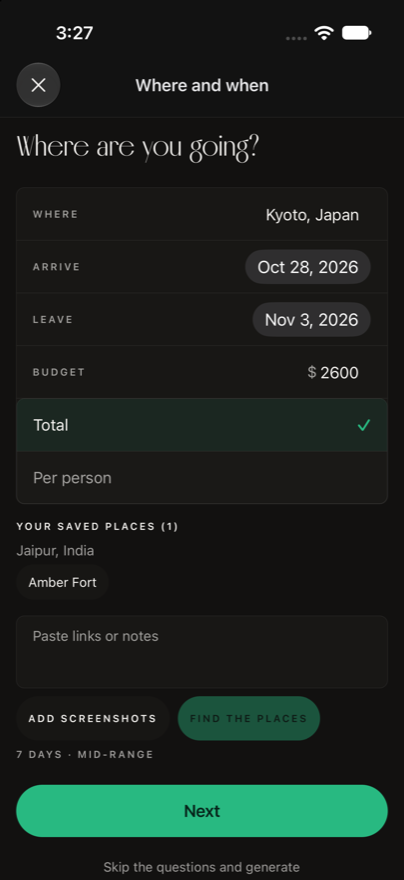 3:27
Where and when
Where are you going?
WHERE Kyoto, Japan
ARRIVE Oct 28, 2026
LEAVE Nov 3, 2026
BUDGET $ 2600
Total
Per person
YOUR SAVED PLACES (1)
Jaipur, India
Amber Fort
Paste links or notes
ADD SCREENSHOTS FIND THE PLACES
7 DAYS · MID-RANGE
Next
Skip the questions and generate